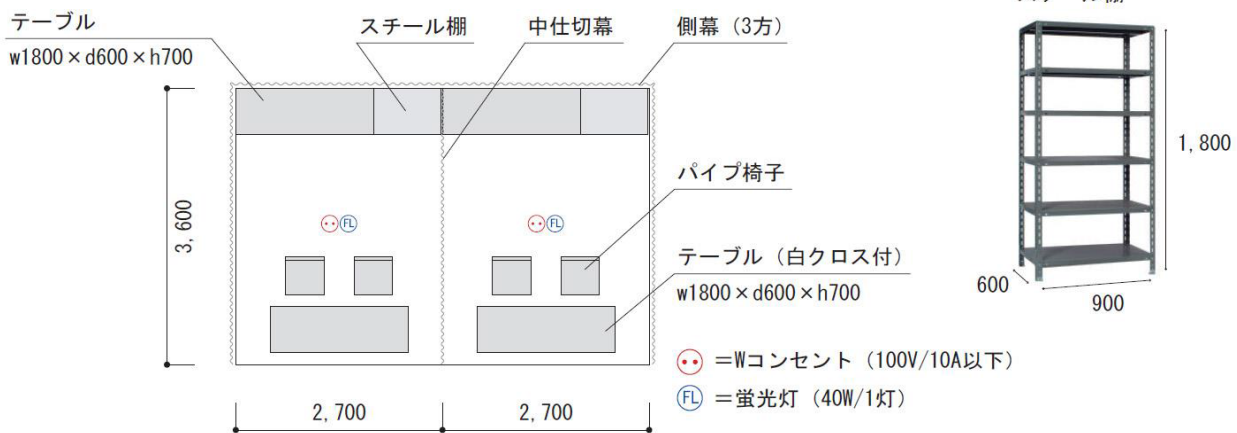 テーブル
w1800×d600×h700
スチール棚
中仕切幕
側幕（3方）
パイプ椅子
テーブル（白クロス付）
w1800×d600×h700
3,600
FL
FL
2,700
2,700
=Wコンセント（100V/10A以下）
FL =蛍光灯（40W/1灯）
1,800
600
900